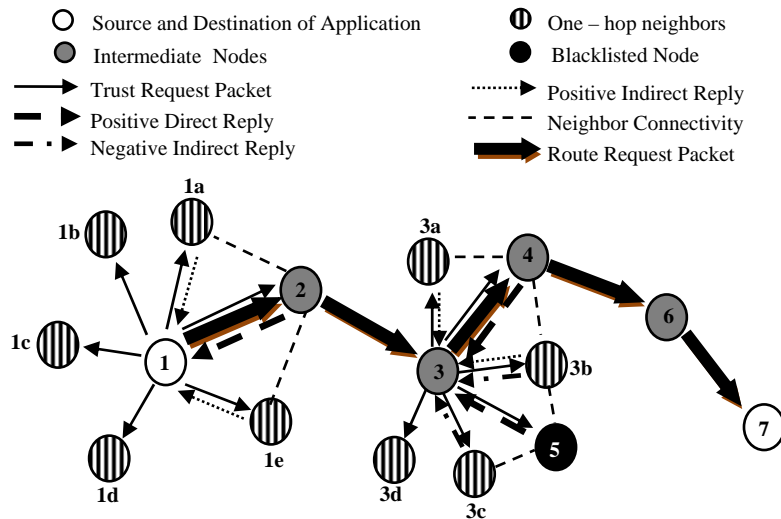 Source and Destination of Application
One – hop neighbors
Intermediate Nodes
Blacklisted Node
Trust Request Packet
Positive Indirect Reply
Positive Direct Reply
Neighbor Connectivity
Negative Indirect Reply
Route Request Packet
1a
1b
3a
4
2
6
1c
1
3
3b
7
1e
5
1d
3d
3c